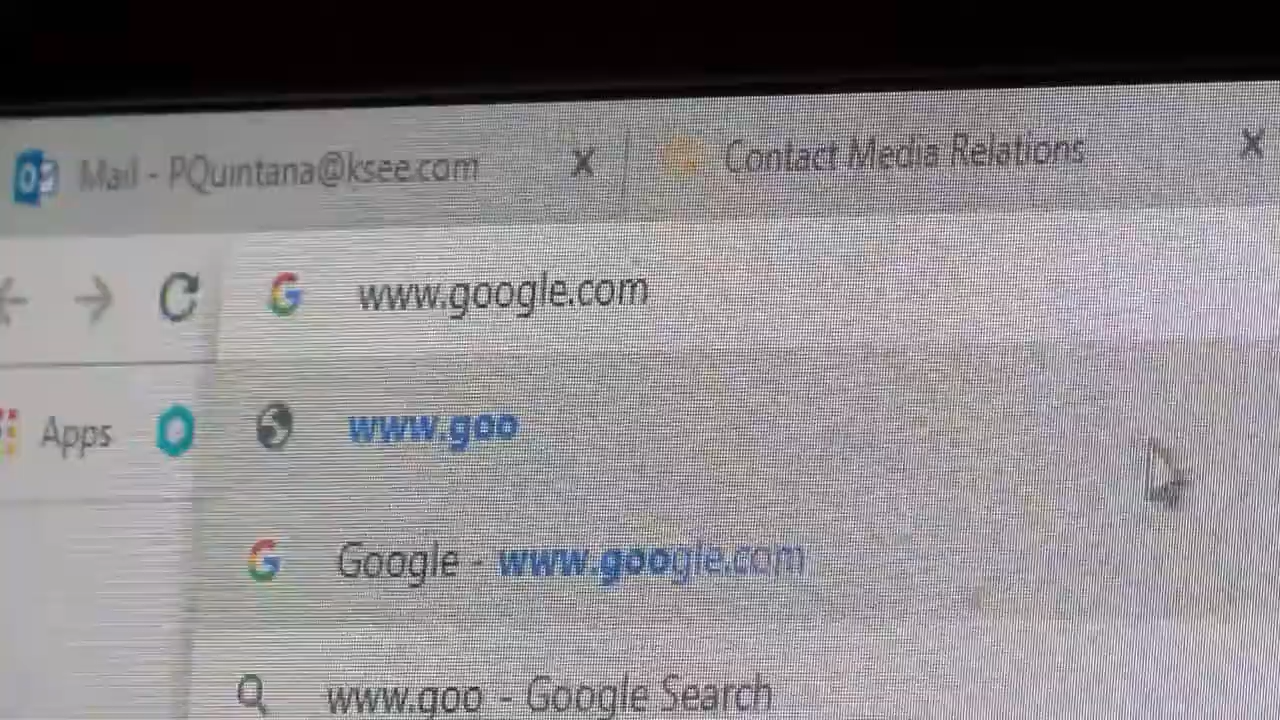 Mail - PQuintana@ksee.com
Contact Media Relations
www.google.com
Apps
www.goo
Google - www.google.com
www.goo - Google Search